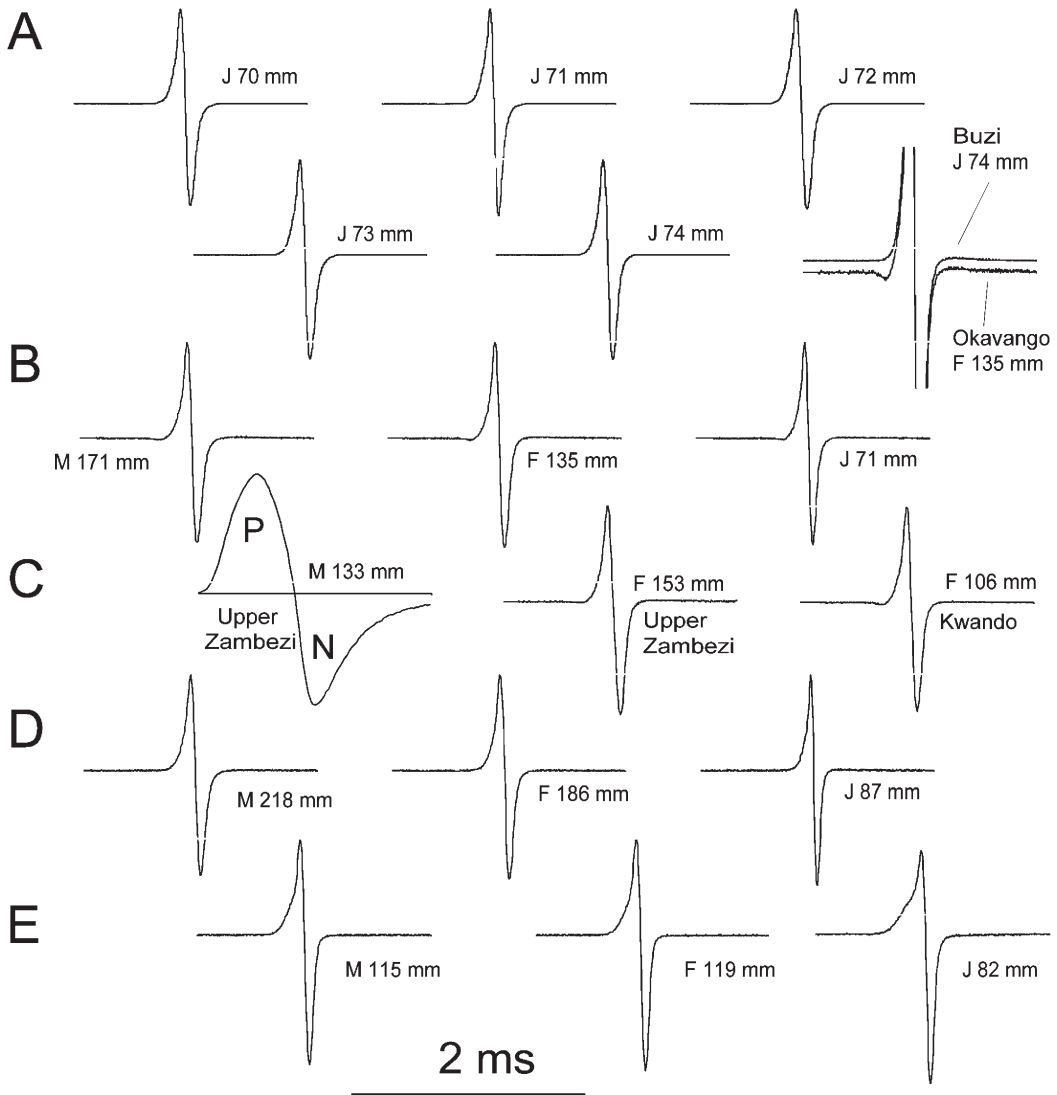 A
J 70 mm
J 71 mm
J 72 mm
Buzi
J 74 mm
J 73 mm
J 74 mm
Okavango
F 135 mm
B
M 171 mm
F 135 mm
J 71 mm
C
P
M 133 mm
Upper
Zambezi
N
F 153 mm
Upper
Zambezi
F 106 mm
Kwando
D
M 218 mm
F 186 mm
J 87 mm
E
M 115 mm
F 119 mm
J 82 mm
2 ms